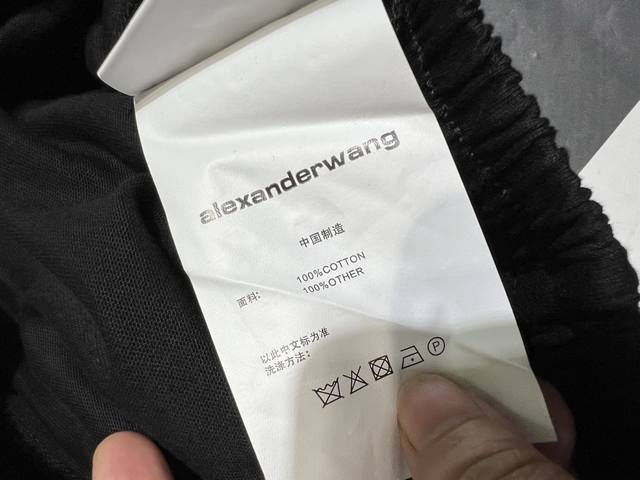 alexanderwang
中国制造
面料: 100%COTTON
100%OTHER
以此中文标为准
洗涤方法:
P